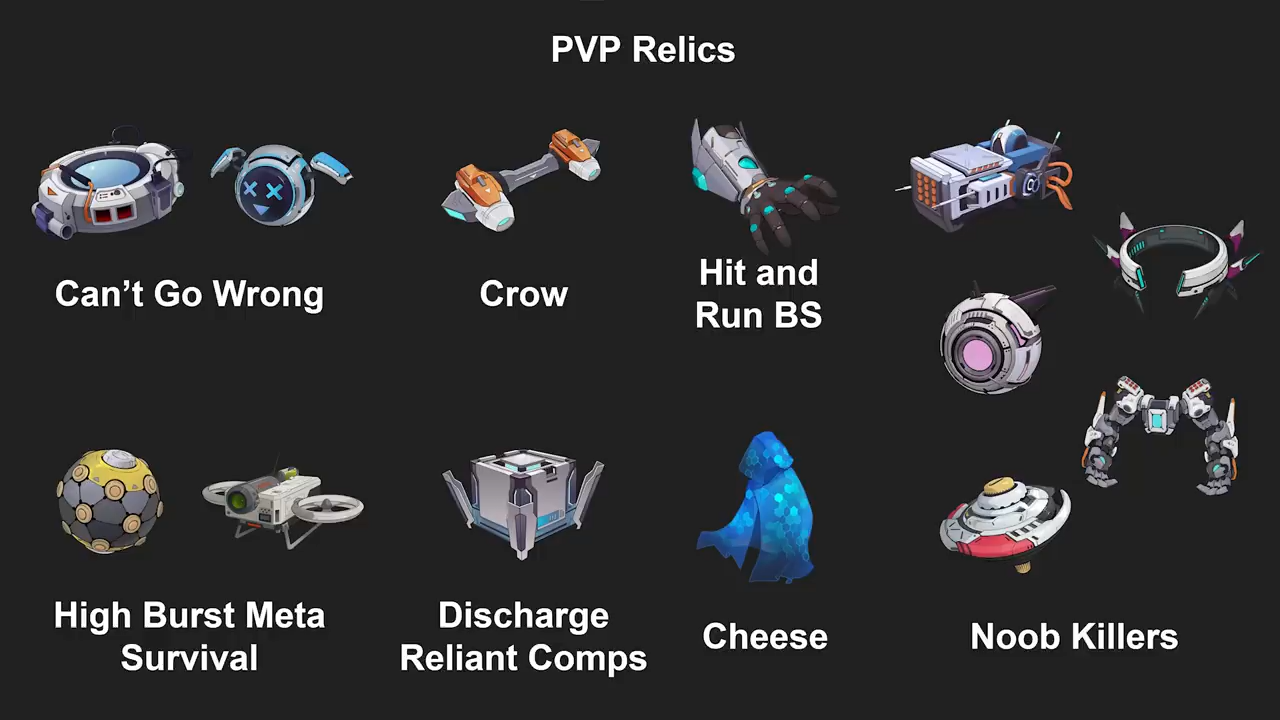 PVP Relics
Can't Go Wrong
Crow
Hit and
Run BS
High Burst Meta
Survival
Discharge
Reliant Comps
Cheese
Noob Killers